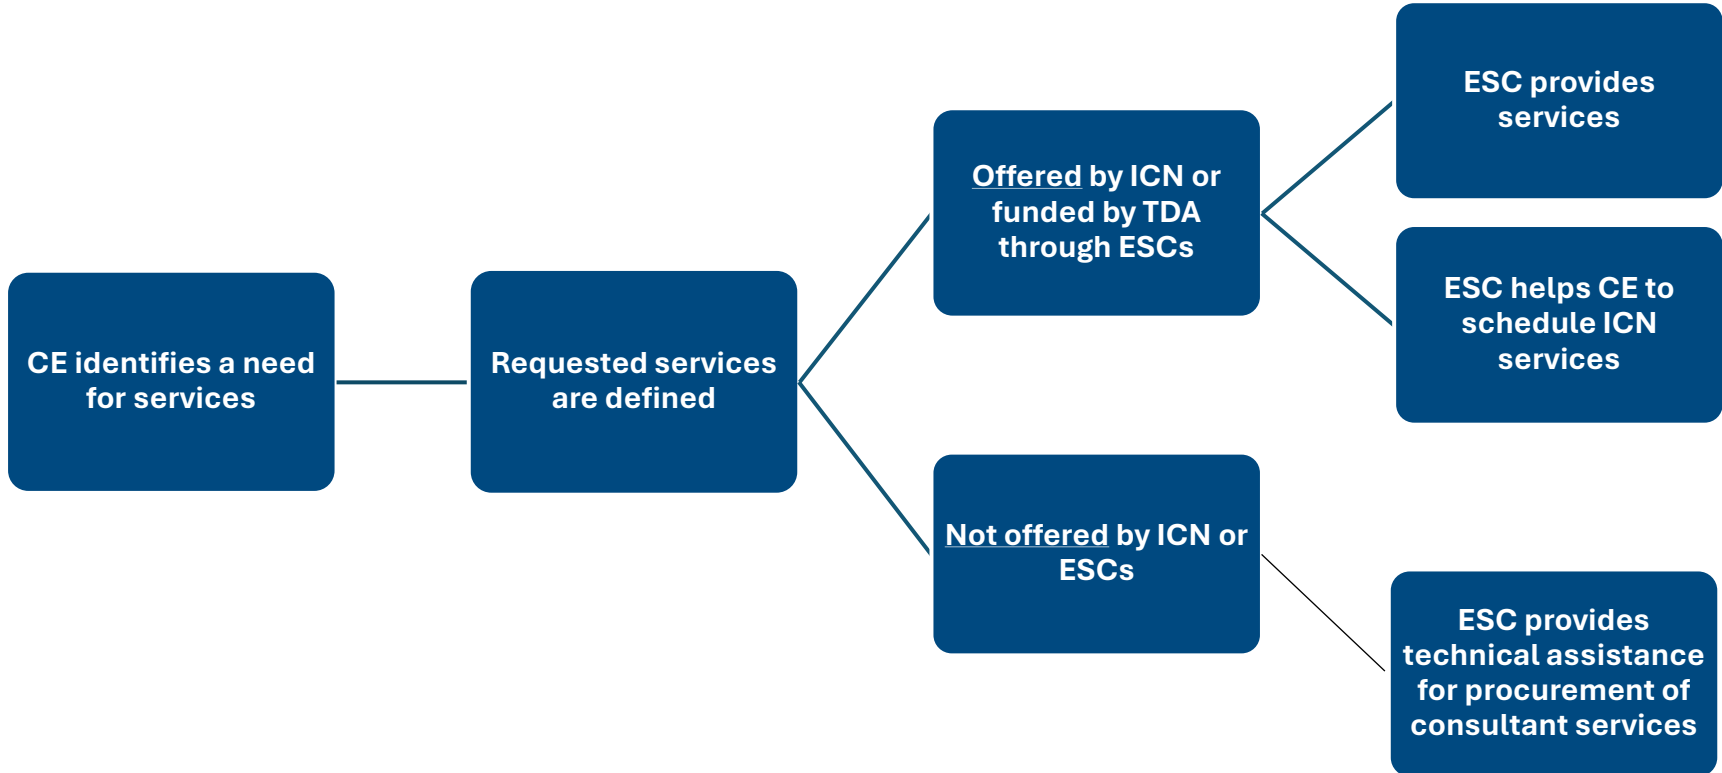 CE identifies a need
for services
Requested services
are defined
Offered by ICN or
funded by TDA
through ESCs
ESC provides
services
ESC helps CE to
schedule ICN
services
Not offered by ICN or
ESCs
ESC provides
technical assistance
for procurement of
consultant services